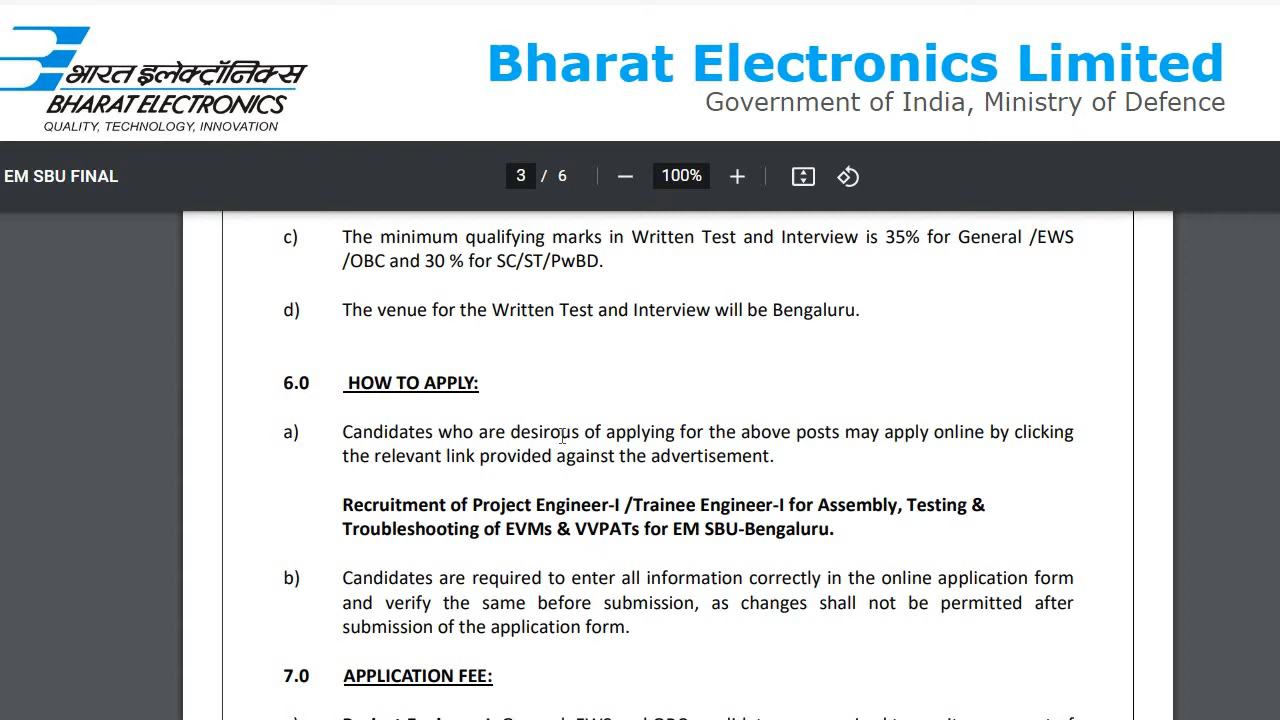 भारत इलेक्ट्रॉनिक्स
BHARAT ELECTRONICS
QUALITY, TECHNOLOGY, INNOVATION
Bharat Electronics Limited
Government of India, Ministry of Defence
EM SBU FINAL
3 / 6
100%
c) The minimum qualifying marks in Written Test and Interview is 35% for General /EWS
/OBC and 30 % for SC/ST/PwBD.
d) The venue for the Written Test and Interview will be Bengaluru.
6.0 HOW TO APPLY:
a) Candidates who are desirous of applying for the above posts may apply online by clicking
the relevant link provided against the advertisement.
Recruitment of Project Engineer-I /Trainee Engineer-I for Assembly, Testing &
Troubleshooting of EVMs & VVPATs for EM SBU-Bengaluru.
b) Candidates are required to enter all information correctly in the online application form
and verify the same before submission, as changes shall not be permitted after
submission of the application form.
7.0 APPLICATION FEE: